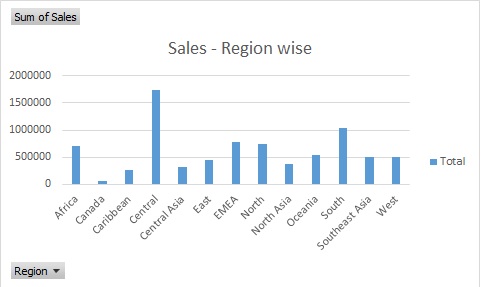 Sum of Sales
Sales - Region wise
2000000
1500000
1000000
500000
0
Africa
Canada
Caribbean
Central
Central Asia
East
EMEA
North
North Asia
Oceania
South
Southeast Asia
West
Total
Region